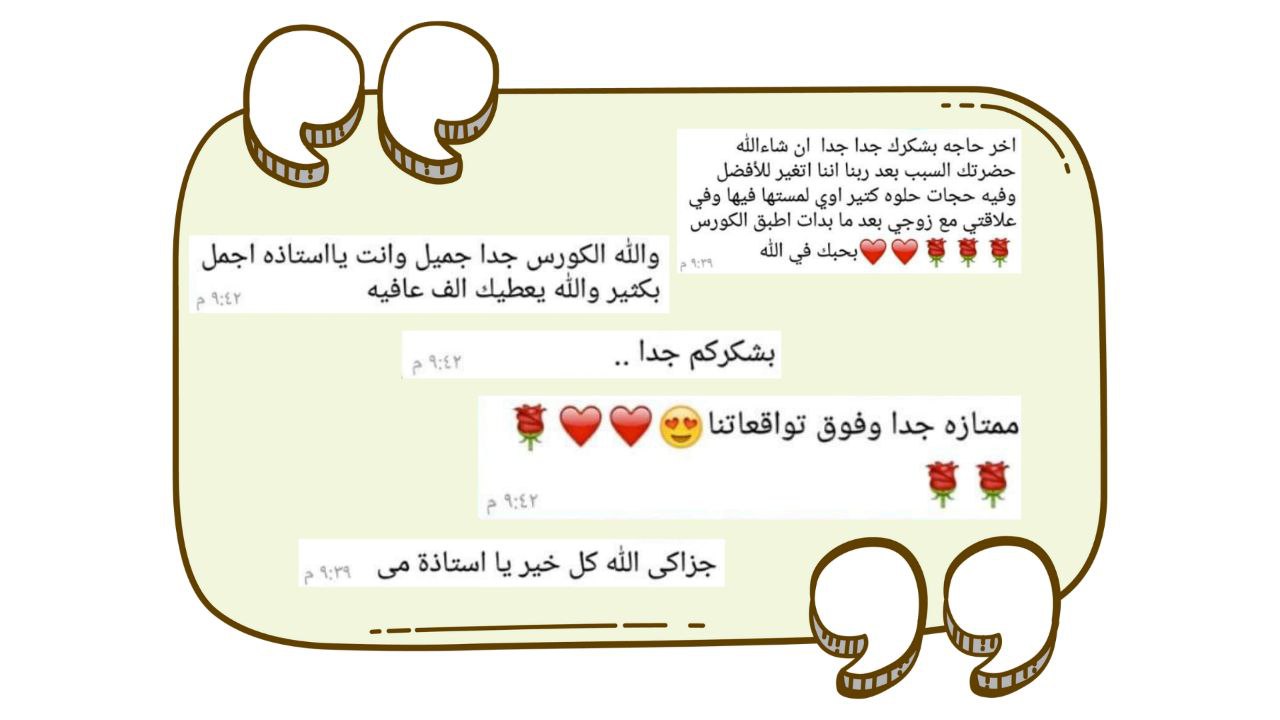 اخر حاجه بشكرك جدا جدا ان شاءالله
حضرتك السبب بعد ربنا اننا اتغير للأفضل
وفيه حجات حلوه كتير اوي لمستها فيها وفي
علاقتي مع زوجي بعد ما بدات اطبق الكورس
🌹🌹🌹❤️❤️بحبك في الله
٩:٣٩ م
والله الكورس جدا جميل وانت يااستاذه اجمل
بكثير والله يعطيك الف عافيه
٩:٤٢ م
بشكركم جدا ..
٩:٤٢ م
ممتازه جدا وفوق تواقعاتنا😍❤️❤️🌹
🌹🌹
٩:٤٢ م
جزاكى الله كل خير يا استاذة مى
٩:٣٩ م